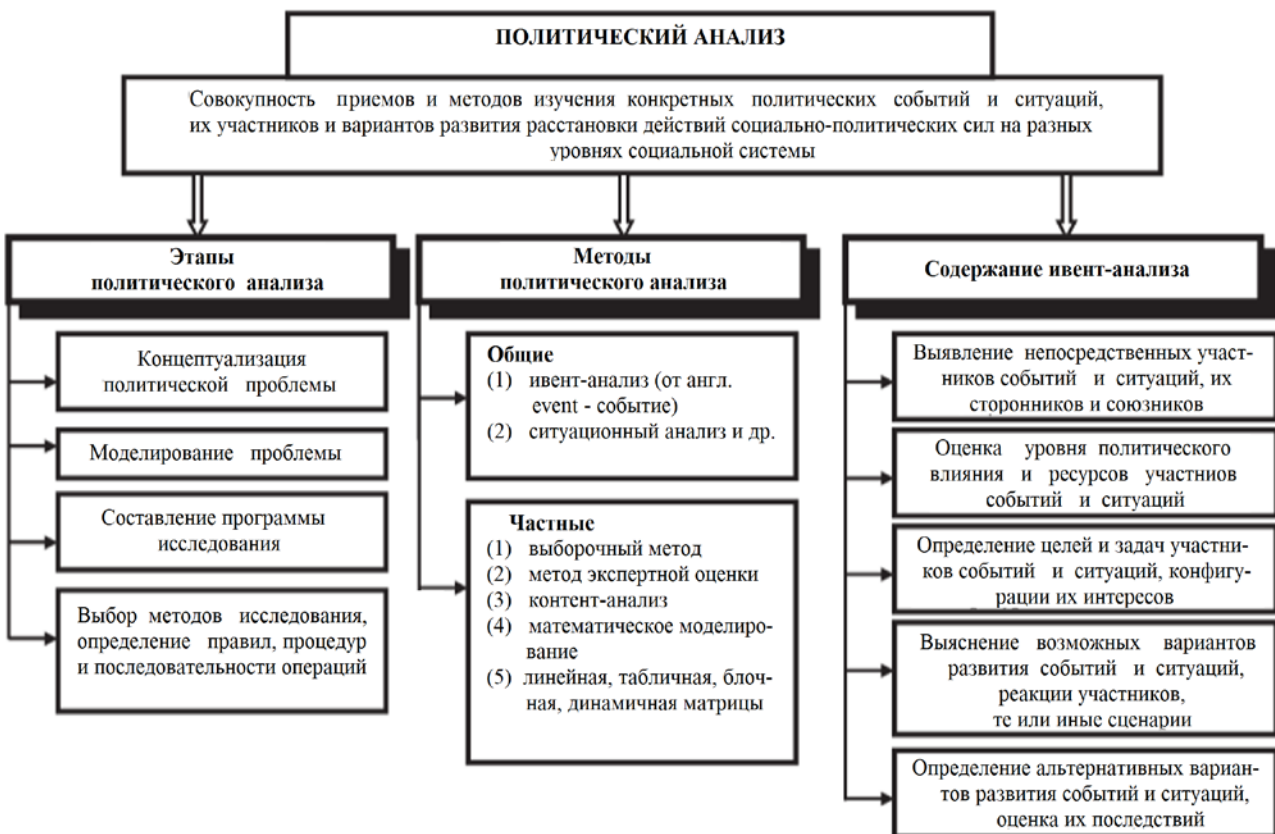 ПОЛИТИЧЕСКИЙ АНАЛИЗ
Совокупность приемов и методов изучения конкретных политических событий и ситуаций,
их участников и вариантов развития расстановки действий социально-политических сил на разных
уровнях социальной системы
Этапы
политического анализа
Концептуализация
политической проблемы
Моделирование проблемы
Составление программы
исследования
Выбор методов исследования,
определение правил, процедур
и последовательности операций
Методы
политического анализа
Общие
(1) ивент-анализ (от англ.
event - событие)
(2) ситуационный анализ и др.
Частные
(1) выборочный метод
(2) метод экспертной оценки
(3) контент-анализ
(4) математическое моделиро-
вание
(5) линейная, табличная, блоч-
ная, динамичная матрицы
Содержание ивент-анализа
Выявление непосредственных участ-
ников событий и ситуаций, их
сторонников и союзников
Оценка уровня политического
влияния и ресурсов участниов
событий и ситуаций
Определение целей и задач участни-
ков событий и ситуаций, конфигу-
рации их интересов
Выяснение возможных вариантов
развития событий и ситуаций,
реакции участников,
те или иные сценарии
Определение альтернативных вариан-
тов развития событий и ситуаций,
оценка их последствий